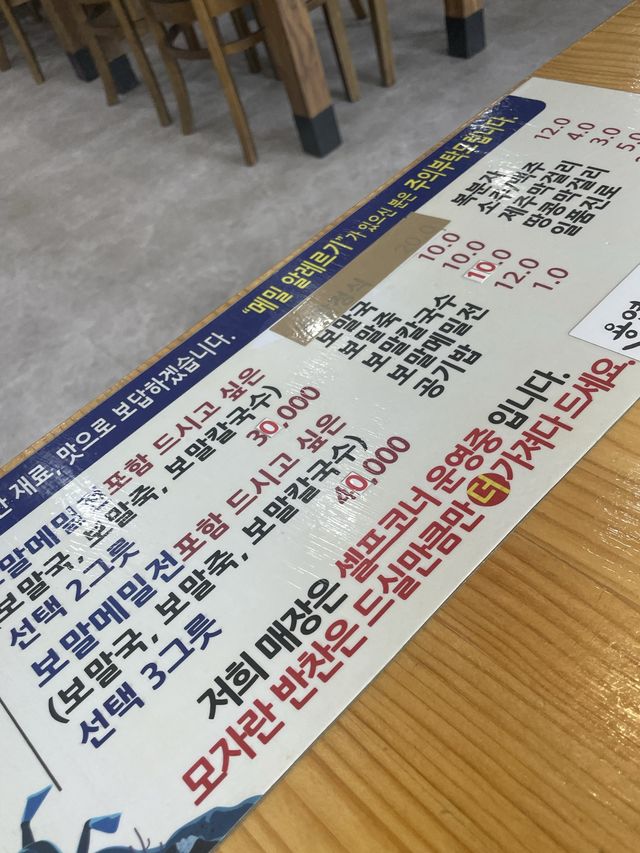 재료, 맛으로 보답하겠습니다. "메밀 알레르기"가 있으신 분은 주의부탁드립니다.
보말메밀전 포함 드시고 싶은
(보말국, 보말죽, 보말칼국수)
선택 2그릇 30,000
보말메밀전 포함 드시고 싶은
(보말국, 보말죽, 보말칼국수)
선택 3그릇 40,000
20.0
보말국 10.0
보말죽 10.0
보말칼국수 10.0
보말메밀전 12.0
공기밥 1.0
복분자 12.0
소주/맥주
제주막걸리
땅콩막걸리
일품진로
4.0
3.0
5.0
저희 매장은 셀프코너 운영중 입니다.
모자란 반찬은 드실만큼만 더 가져다 드세요.